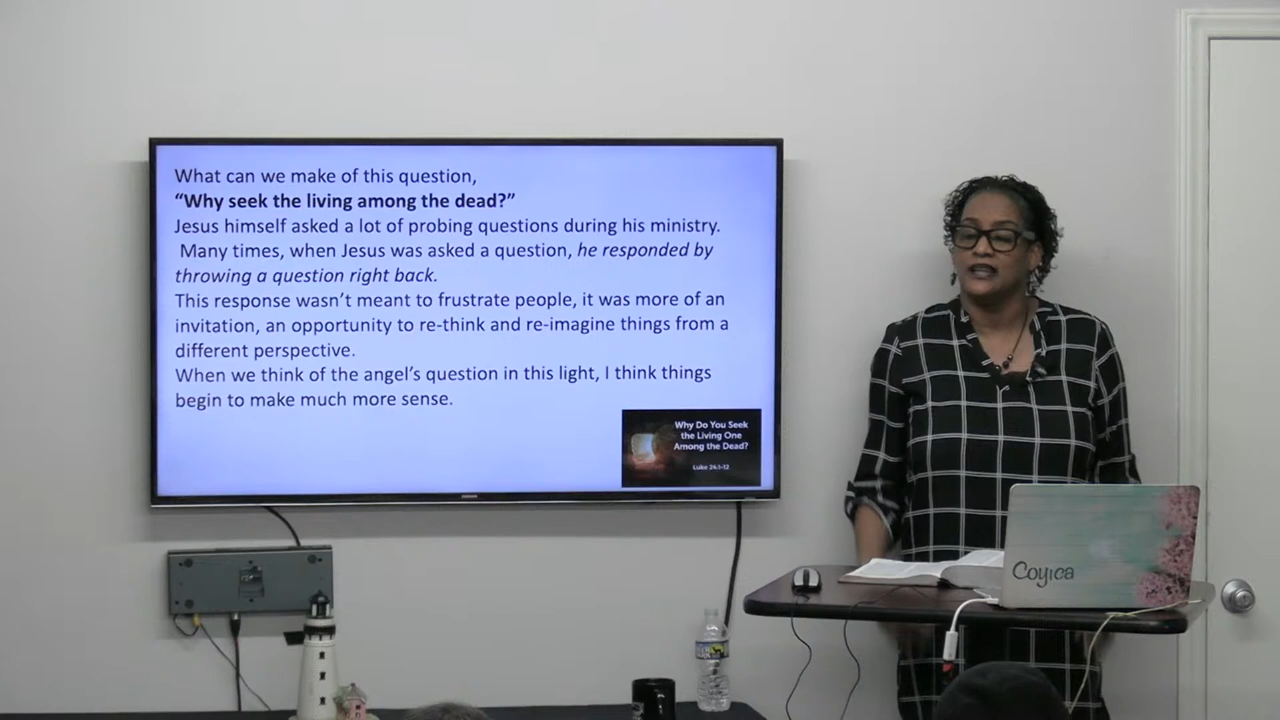 What can we make of this question,
“Why seek the living among the dead?”
Jesus himself asked a lot of probing questions during his ministry.
Many times, when Jesus was asked a question, he responded by
throwing a question right back.
This response wasn’t meant to frustrate people, it was more of an
invitation, an opportunity to re-think and re-imagine things from a
different perspective.
When we think of the angel’s question in this light, I think things
begin to make much more sense.
Why Do You Seek
the Living One
Among the Dead?
Luke 24:1-12
Coyica